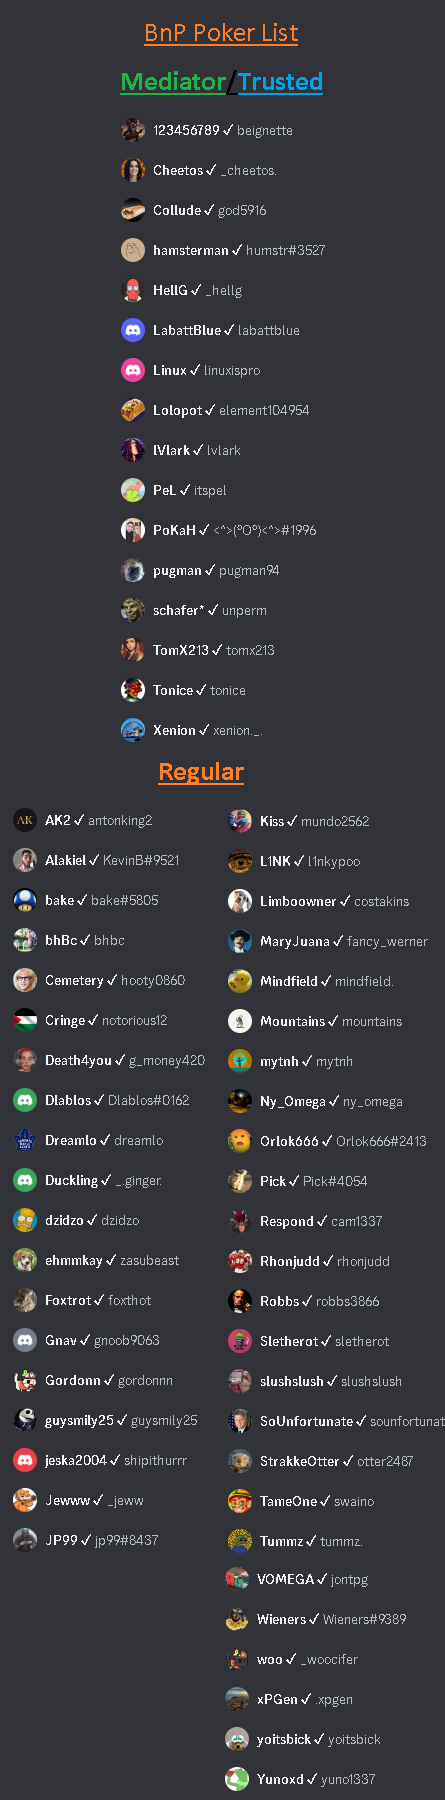 BnP Poker List
Mediator/Trusted
123456789 ✓ beignette
Cheetos ✓ _cheetos.
Collude ✓ god5916
hamsterman ✓ humstr#3527
HellG ✓ _hellg
LabattBlue ✓ labattblue
Linux ✓ linuxispro
Lolopot ✓ element104954
lVlark ✓ lvlark
PeL ✓ itspel
PoKaH ✓ <^>(ºOº)<^>#1996
pugman ✓ pugman94
schafer* ✓ unperm
TomX213 ✓ tomx213
Tonice ✓ tonice
Xenion ✓ xenion._.
Regular
AK2 ✓ antonking2
Alakiel ✓ KevinB#9521
bake ✓ bake#5805
bhBc ✓ bhbc
Cemetery ✓ hooty0860
Cringe ✓ notorious12
Death4you ✓ g_money420
Dlablos ✓ Dlablos#0162
Dreamlo ✓ dreamlo
Duckling ✓ _.ginger.
dzidzo ✓ dzidzo
ehmmkay ✓ zasubeast
Foxtrot ✓ foxthot
Gnav ✓ gnoob9063
Gordonn ✓ gordonnn
guysmily25 ✓ guysmily25
jeska2004 ✓ shipithurrr
Jewww ✓ _jeww
JP99 ✓ jp99#8437
Kiss ✓ mundo2562
L1NK ✓ l1nkypoo
Limboowner ✓ costakins
MaryJuana ✓ fancy_werner
Mindfield ✓ mindfield.
Mountains ✓ mountains
mytnh ✓ mytnh
Ny_Omega ✓ ny_omega
Orlok666 ✓ Orlok666#2413
Pick ✓ Pick#4054
Respond ✓ cam1337
Rhonjudd ✓ rhonjudd
Robbs ✓ robbs3866
Sletherot ✓ sletherot
slushslush ✓ slushslush
SoUnfortunate ✓ sounfortunat
StrakkeOtter ✓ otter2487
TameOne ✓ swaino
Tummz ✓ tummz.
VOMEGA ✓ jontpg
Wieners ✓ Wieners#9389
woo ✓ _woocifer
xPGen ✓ .xpgen
yoitsbick ✓ yoitsbick
Yunoxd ✓ yuno1337